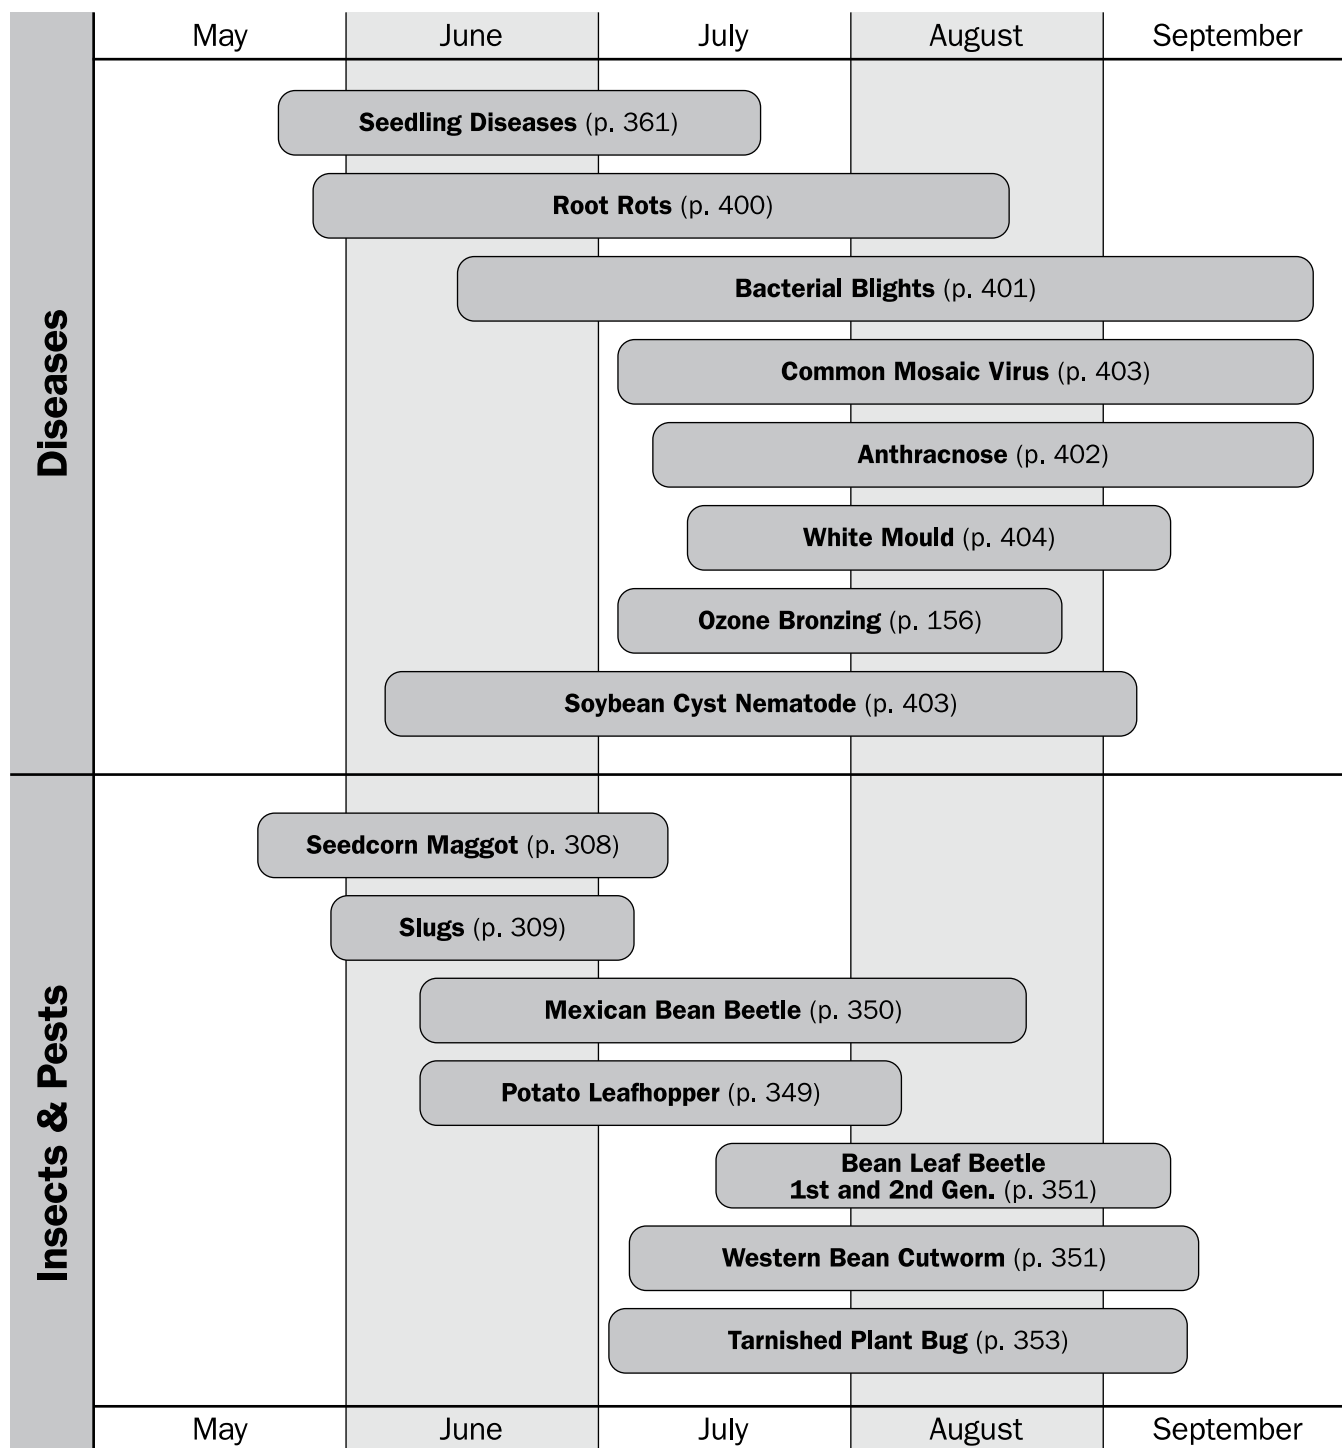 May June July August September
Diseases
Seedling Diseases (p. 361)
Root Rots (p. 400)
Bacterial Blights (p. 401)
Common Mosaic Virus (p. 403)
Anthracnose (p. 402)
White Mould (p. 404)
Ozone Bronzing (p. 156)
Soybean Cyst Nematode (p. 403)
Insects & Pests
Seedcorn Maggot (p. 308)
Slugs (p. 309)
Mexican Bean Beetle (p. 350)
Potato Leafhopper (p. 349)
Bean Leaf Beetle
1st and 2nd Gen. (p. 351)
Western Bean Cutworm (p. 351)
Tarnished Plant Bug (p. 353)
May June July August September